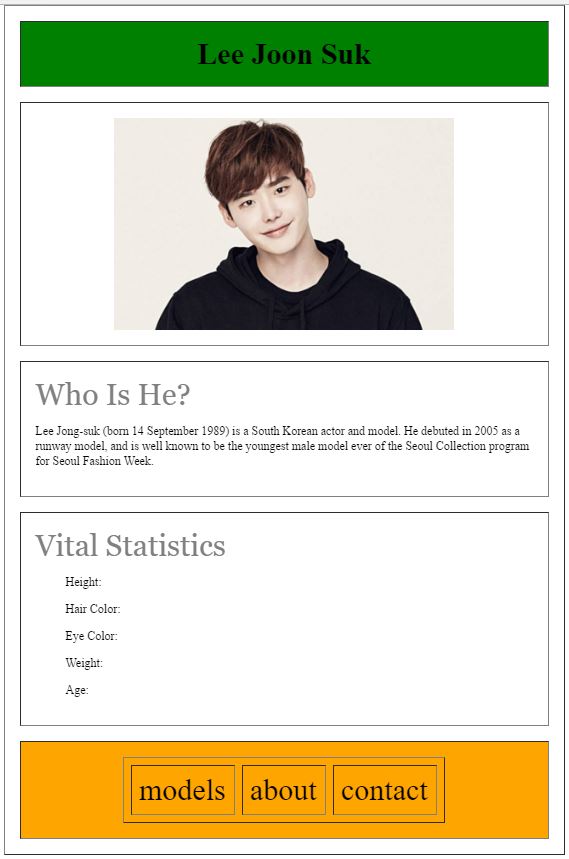 Lee Joon Suk
Who Is He?
Lee Jong-suk (born 14 September 1989) is a South Korean actor and model. He debuted in 2005 as a
runway model, and is well known to be the youngest male model ever of the Seoul Collection program
for Seoul Fashion Week.
Vital Statistics
Height:
Hair Color:
Eye Color:
Weight:
Age:
models about contact